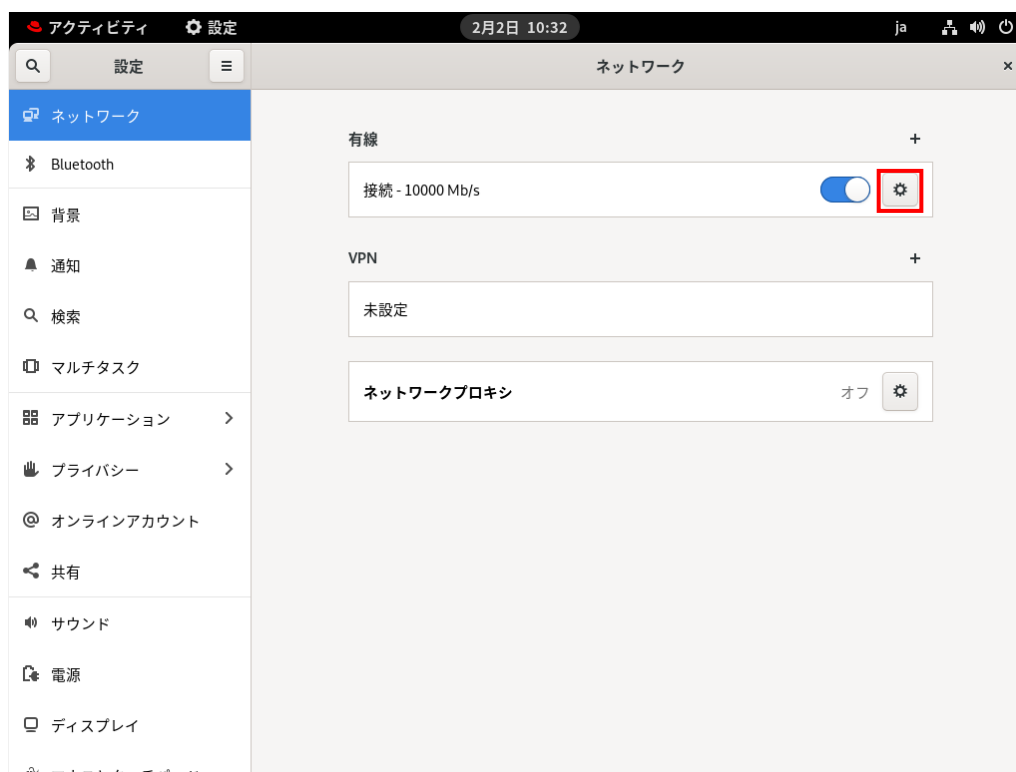 アクティビティ 設定 2月2日 10:32 ja
設定 ネットワーク
ネットワーク
Bluetooth
背景
通知
検索
マルチタスク
アプリケーション
プライバシー
オンラインアカウント
共有
サウンド
電源
ディスプレイ
有線
接続 - 10000 Mb/s
VPN
未設定
ネットワークプロキシ オフ